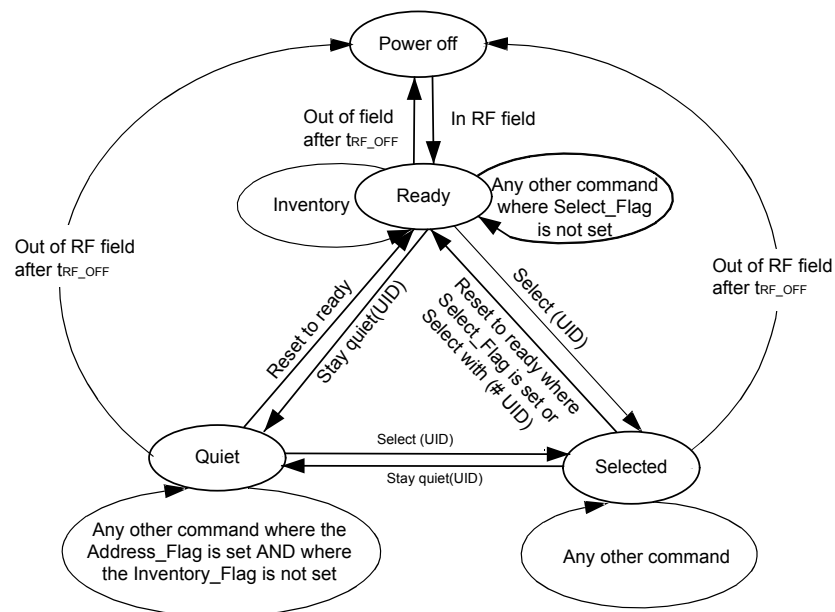 Power off
Out of field
after tRF_OFF
In RF field
Inventory
Ready
Any other command
where Select_Flag
is not set
Out of RF field
after tRF_OFF
Out of RF field
after tRF_OFF
Reset to ready
Stay quiet(UID)
Select (UID)
Reset to ready where
Select_Flag is set or
Select with (# UID)
Quiet
Select (UID)
Stay quiet(UID)
Selected
Any other command where the
Address_Flag is set AND where
the Inventory_Flag is not set
Any other command